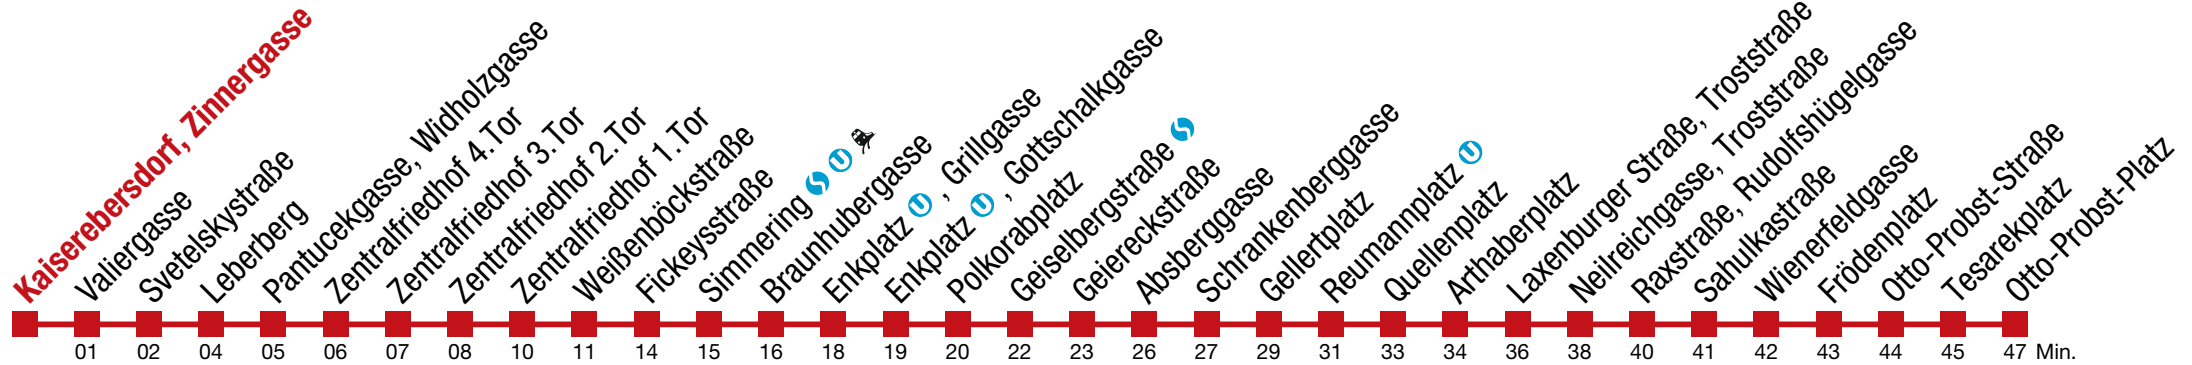 Kaiserebersdorf, Zinnergasse
Valiergasse
Svetelskystraße
Leberberg
Pantucekgasse, Widholzgasse
Zentralfriedhof 4.Tor
Zentralfriedhof 3.Tor
Zentralfriedhof 2.Tor
Zentralfriedhof 1.Tor
Weißenböckstraße
Fickeysstraße
Simmering S U
Braunhubergasse
Enkplatz U , Grillgasse
Enkplatz U , Gottschalkgasse
Polkorabplatz
Geiselbergstraße S
Geiereckstraße
Absberggasse
Schrankenberggasse
Gellertplatz
Reumannplatz U
Quellenplatz
Arthaberplatz
Laxenburger Straße, Troststraße
Neilreichgasse, Troststraße
Raxstraße, Rudolfshügelgasse
Sahulkastraße
Wienerfeldgasse
Frödenplatz
Otto-Probst-Straße
Tesarekplatz
Otto-Probst-Platz
01 02 04 05 06 07 08 10 11 14 15 16 18 19 20 22 23 26 27 29 31 33 34 36 38 40 41 42 43 44 45 47 Min.